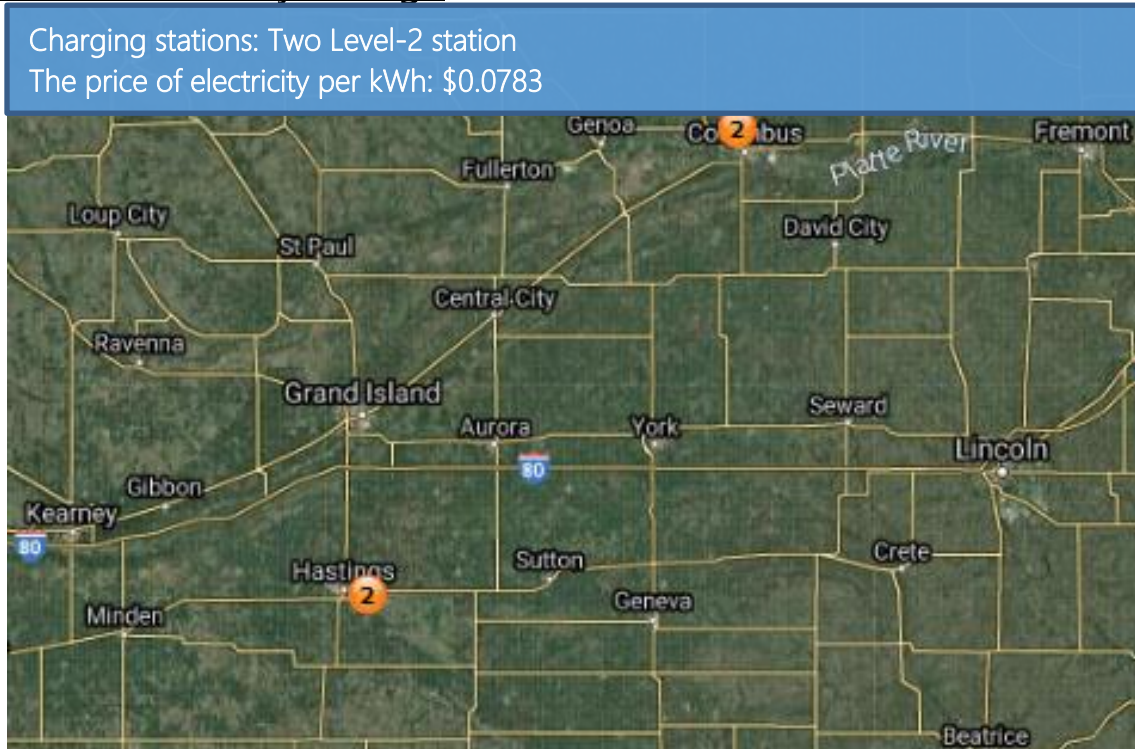 Charging stations: Two Level-2 station
The price of electricity per kWh: $0.0783
Genoa
2
Fremont
Platte River
Fullerton
Loup City
David City
St Paul
Central City
Ravenna
Grand Island
Seward
Aurora
York
Lincoln
80
Gibbon
Kearney
80
Sutton
Crete
Hastings
2
Geneva
Minden
Beatrice